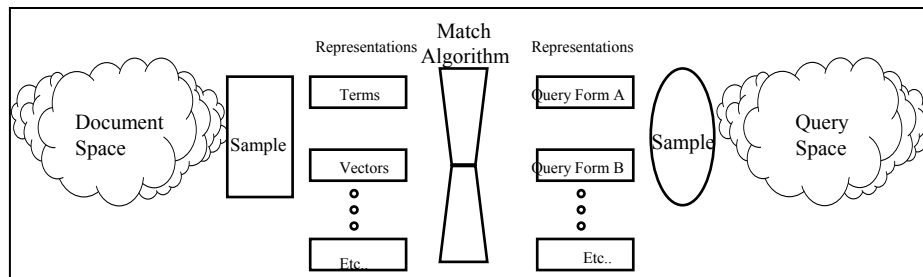 Document
Space
Sample
Representations
Terms
Vectors
Etc..
Match
Algorithm
Representations
Query Form A
Query Form B
Etc..
Sample
Query
Space